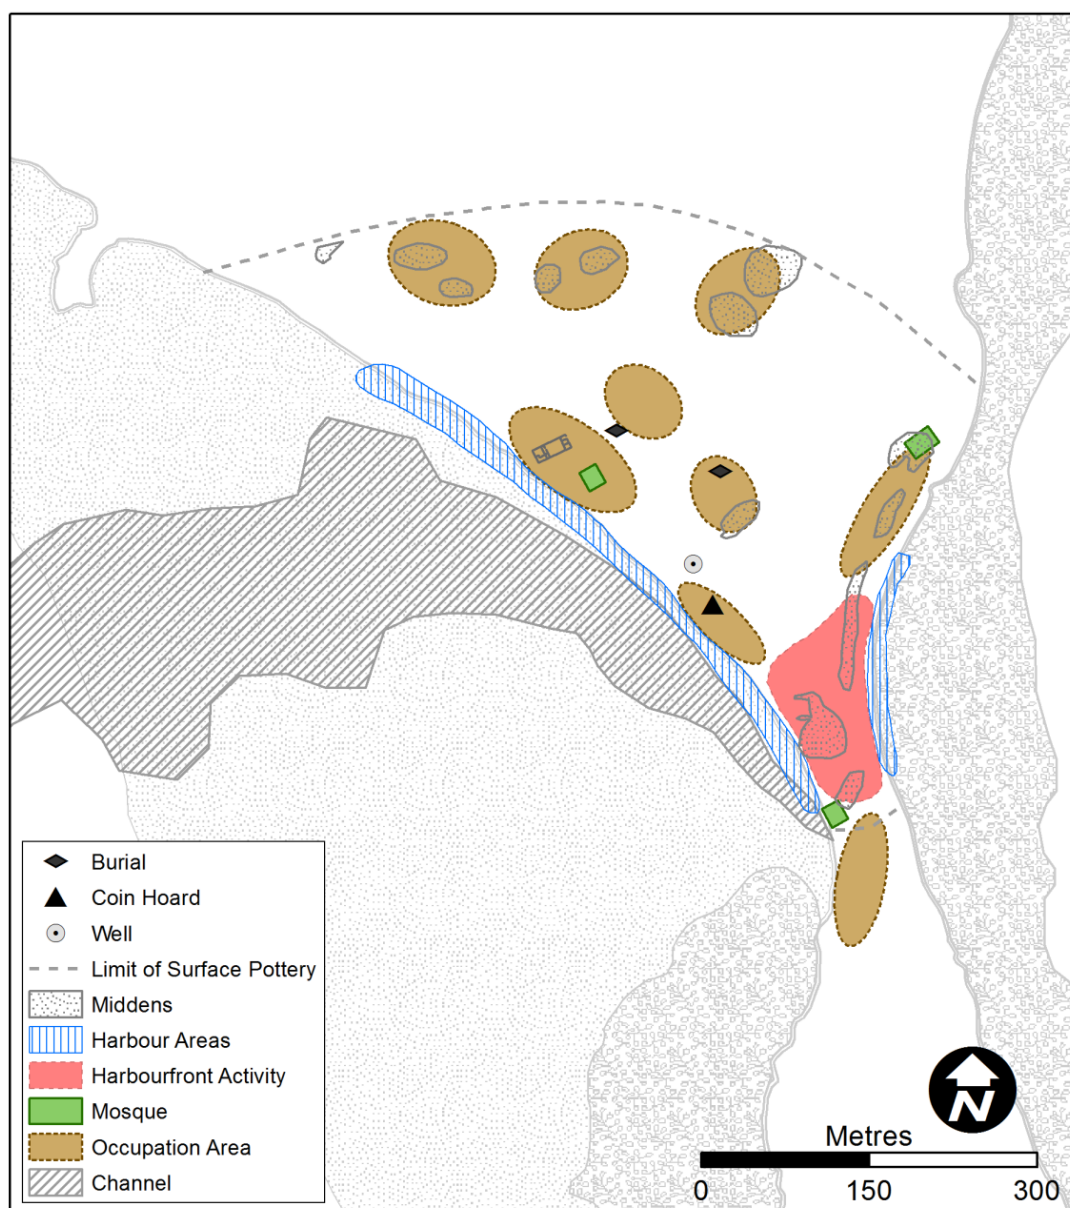 Burial
Coin Hoard
Well
Limit of Surface Pottery
Middens
Harbour Areas
Harbourfront Activity
Mosque
Occupation Area
Channel
N
Metres
0 150 300